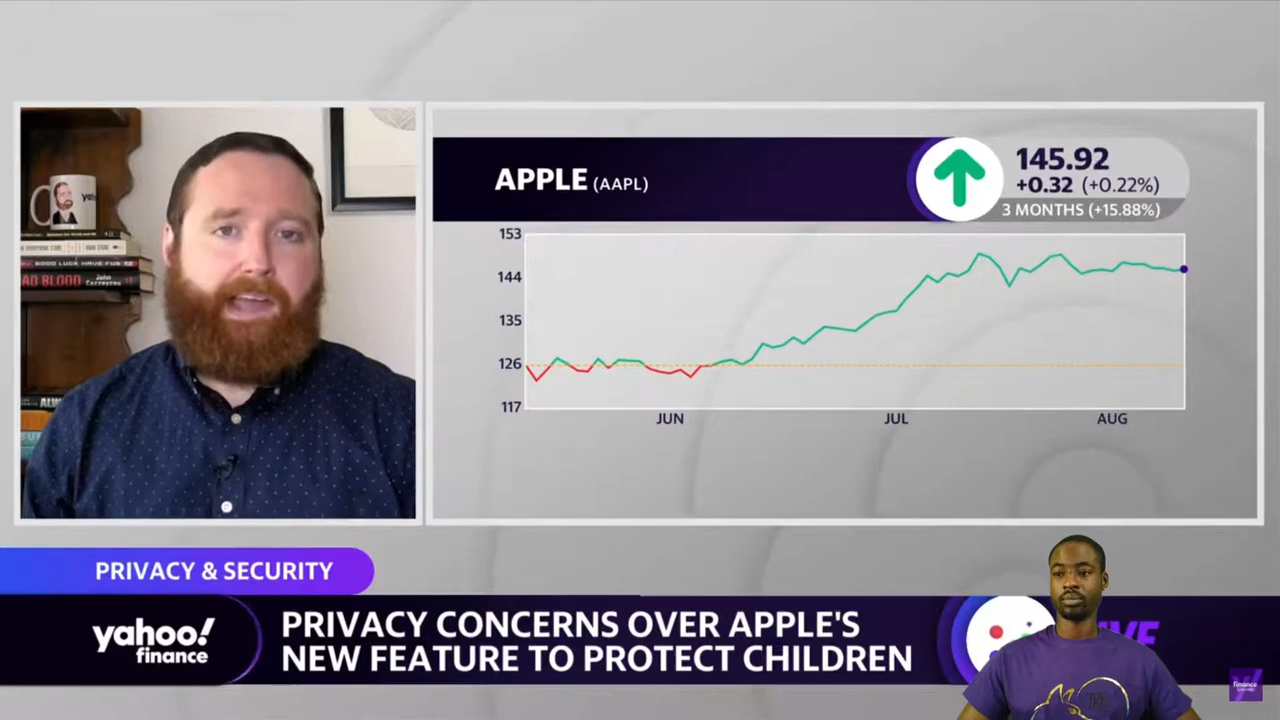 APPLE (AAPL)
145.92
+0.32 (+0.22%)
3 MONTHS (+15.88%)
153
144
135
126
117
JUN
JUL
AUG
BAD BLOOD John Carreyrou
PRIVACY & SECURITY
yahoo!
finance
PRIVACY CONCERNS OVER APPLE'S
NEW FEATURE TO PROTECT CHILDREN
finance